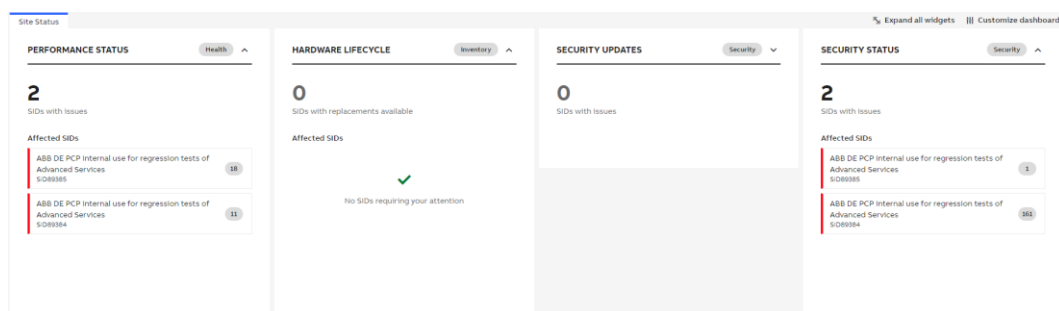 Site Status
Expand all widgets
Customize dashboard
PERFORMANCE STATUS
Health
2
SIDs with issues
Affected SIDs
ABB DE PCP internal use for regression tests of
Advanced Services
SID89385
18
ABB DE PCP internal use for regression tests of
Advanced Services
SID89384
11
HARDWARE LIFECYCLE
Inventory
0
SIDs with replacements available
Affected SIDs
No SIDs requiring your attention
SECURITY UPDATES
Security
0
SIDs with issues
SECURITY STATUS
Security
2
SIDs with issues
Affected SIDs
ABB DE PCP internal use for regression tests of
Advanced Services
SID89385
1
ABB DE PCP internal use for regression tests of
Advanced Services
SID89384
161